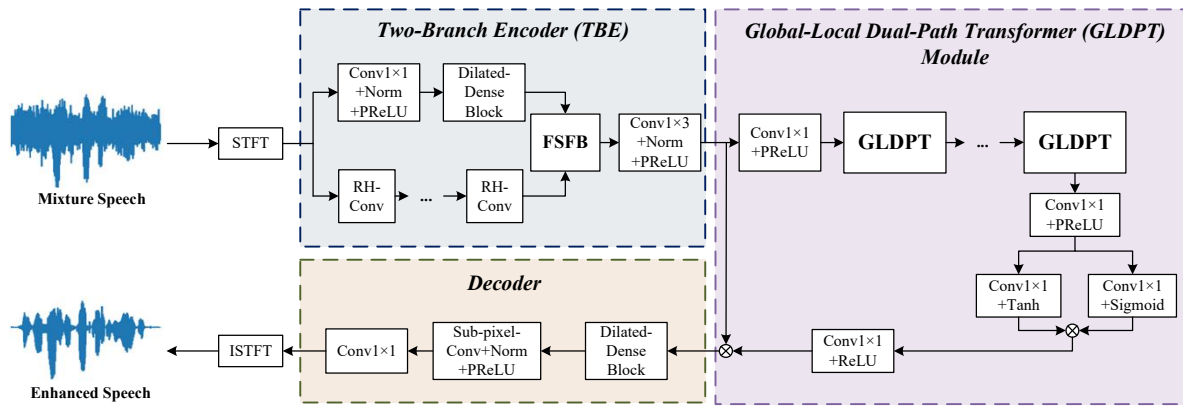 Two-Branch Encoder (TBE)
Global-Local Dual-Path Transformer (GLDPT)
Module
Mixture Speech
STFT
Conv1×1
+Norm
+PReLU
Dilated-
Dense
Block
RH-
Conv
...
RH-
Conv
FSFB
Conv1×3
+Norm
+PReLU
Conv1×1
+PReLU
GLDPT
...
GLDPT
Conv1×1
+PReLU
Conv1×1
+Tanh
Conv1×1
+Sigmoid
Conv1×1
+ReLU
Decoder
Dilated-
Dense
Block
Sub-pixel-
Conv+Norm
+PReLU
Conv1×1
ISTFT
Enhanced Speech